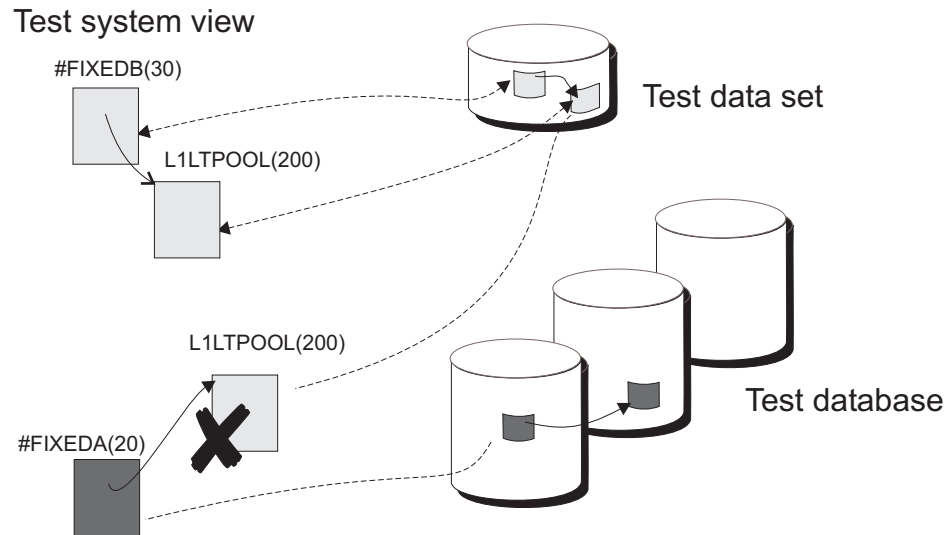 Test system view
#FIXEDB(30)
Test data set
L1LTPOOL(200)
L1LTPOOL(200)
Test database
#FIXEDA(20)